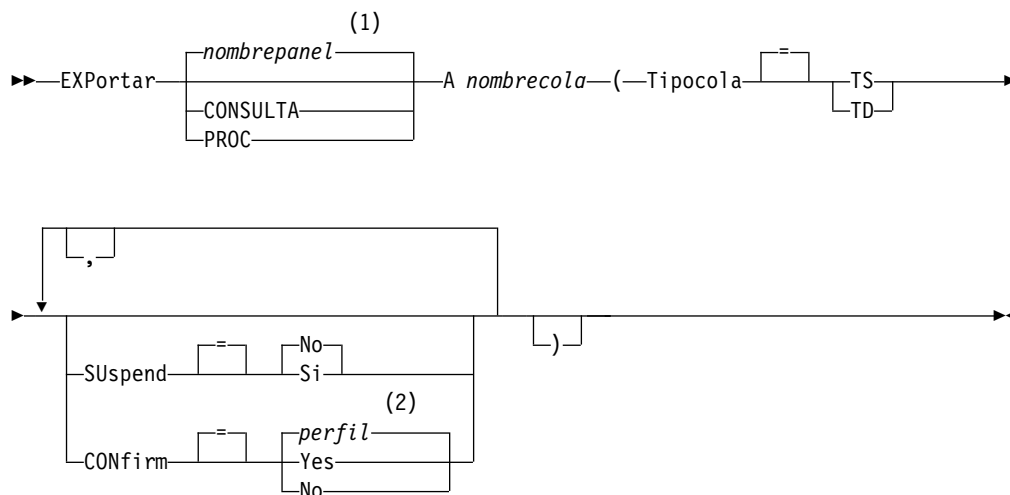 (1)
nombrepanel =
EXPortar A nombrecola ( Tipocola TS
CONSULTA TD
PROC
,
= No )
SUspend Si
(2)
= perfil
CONfirm Yes
No